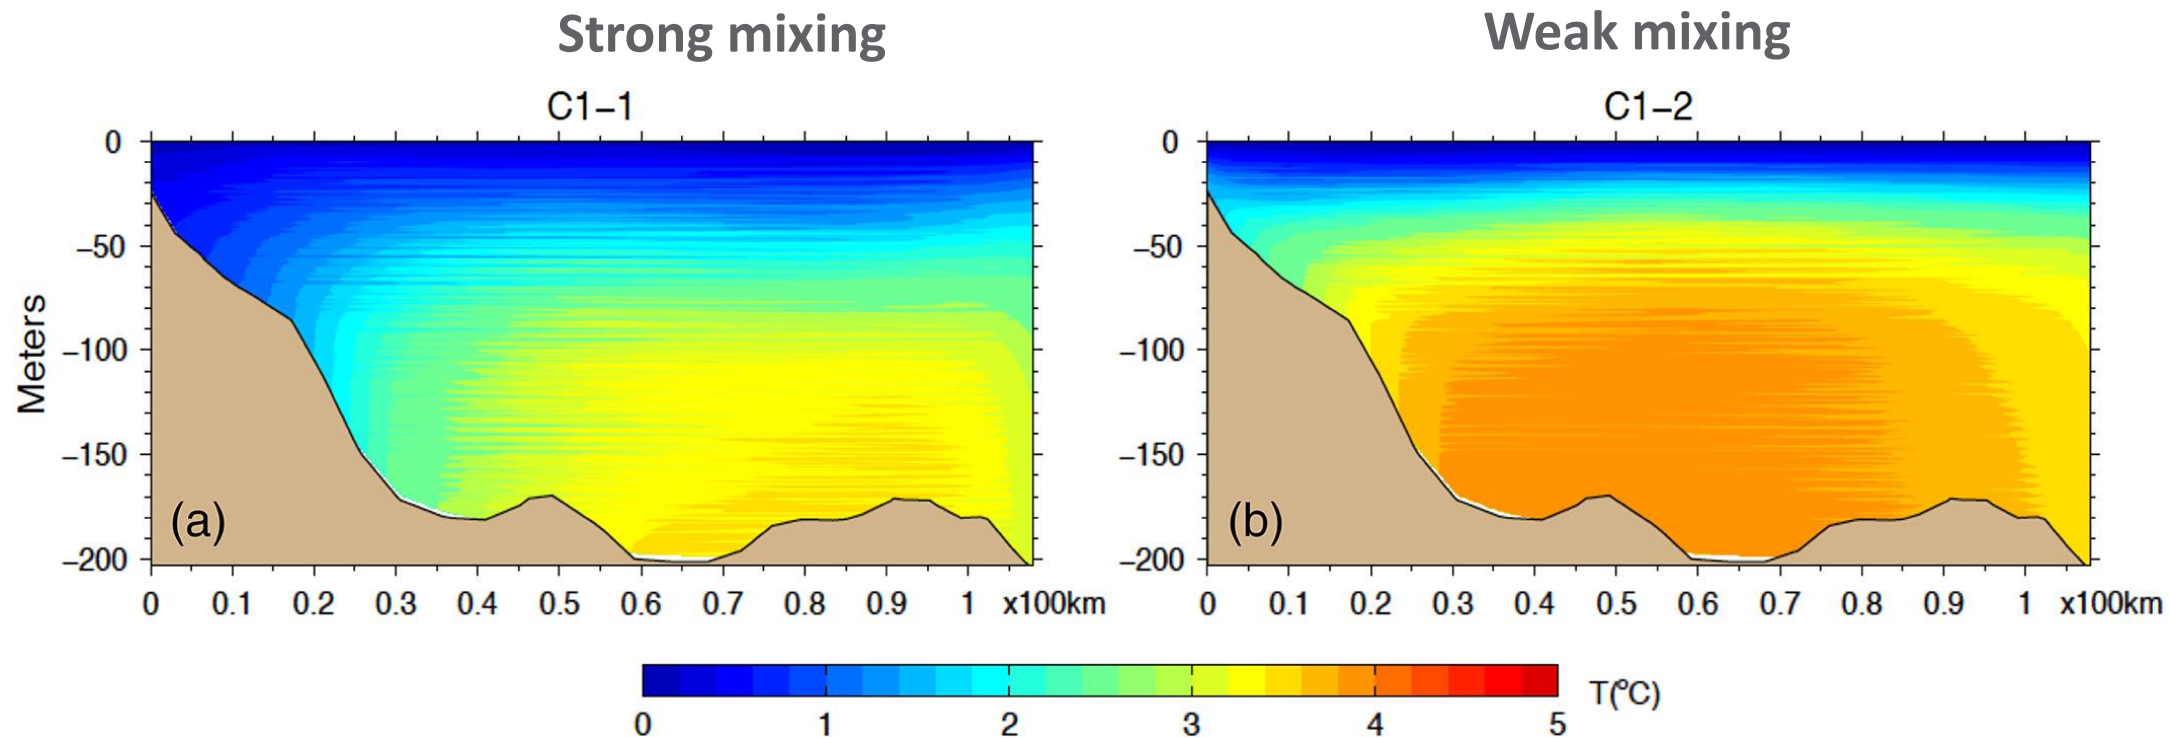 Strong mixing
Weak mixing
C1−1
C1−2
0
−50
−100
−150
−200
Meters
(a)
0 0.1 0.2 0.3 0.4 0.5 0.6 0.7 0.8 0.9 1 x100km
0
−50
−100
−150
−200
(b)
0 0.1 0.2 0.3 0.4 0.5 0.6 0.7 0.8 0.9 1 x100km
0 1 2 3 4 5
T(°C)